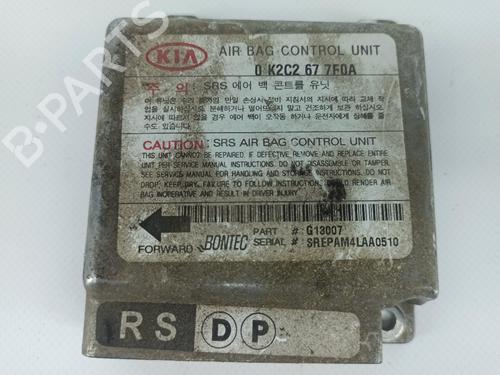 KIA AIR BAG CONTROL UNIT
0 K2C2 67 7F0A
주 의 : SRS 에어 백 콘트롤 유닛
CAUTION: SRS AIR BAG CONTROL UNIT
THIS UNIT CANNOT BE REPAIRED. IF DEFECTIVE REMOVE AND REPLACE ENTIRE
UNIT PER SERVICE MANUAL INSTRUCTIONS. DO NOT DISASSEMBLE OR TAMPER.
SEE SERVICE MANUAL FOR HANDLING AND STORAGE INSTRUCTIONS. DO NOT
DROP. KEEP DRY. FAILURE TO FOLLOW INSTRUCTIONS COULD RENDER AIR
BAG INOPERATIVE AND RESULT IN DRIVER INJURY
FORWARD BONTEC PART #: G13007
SERIAL #: SREPAM4LAA0510
R S D P
B-Parts